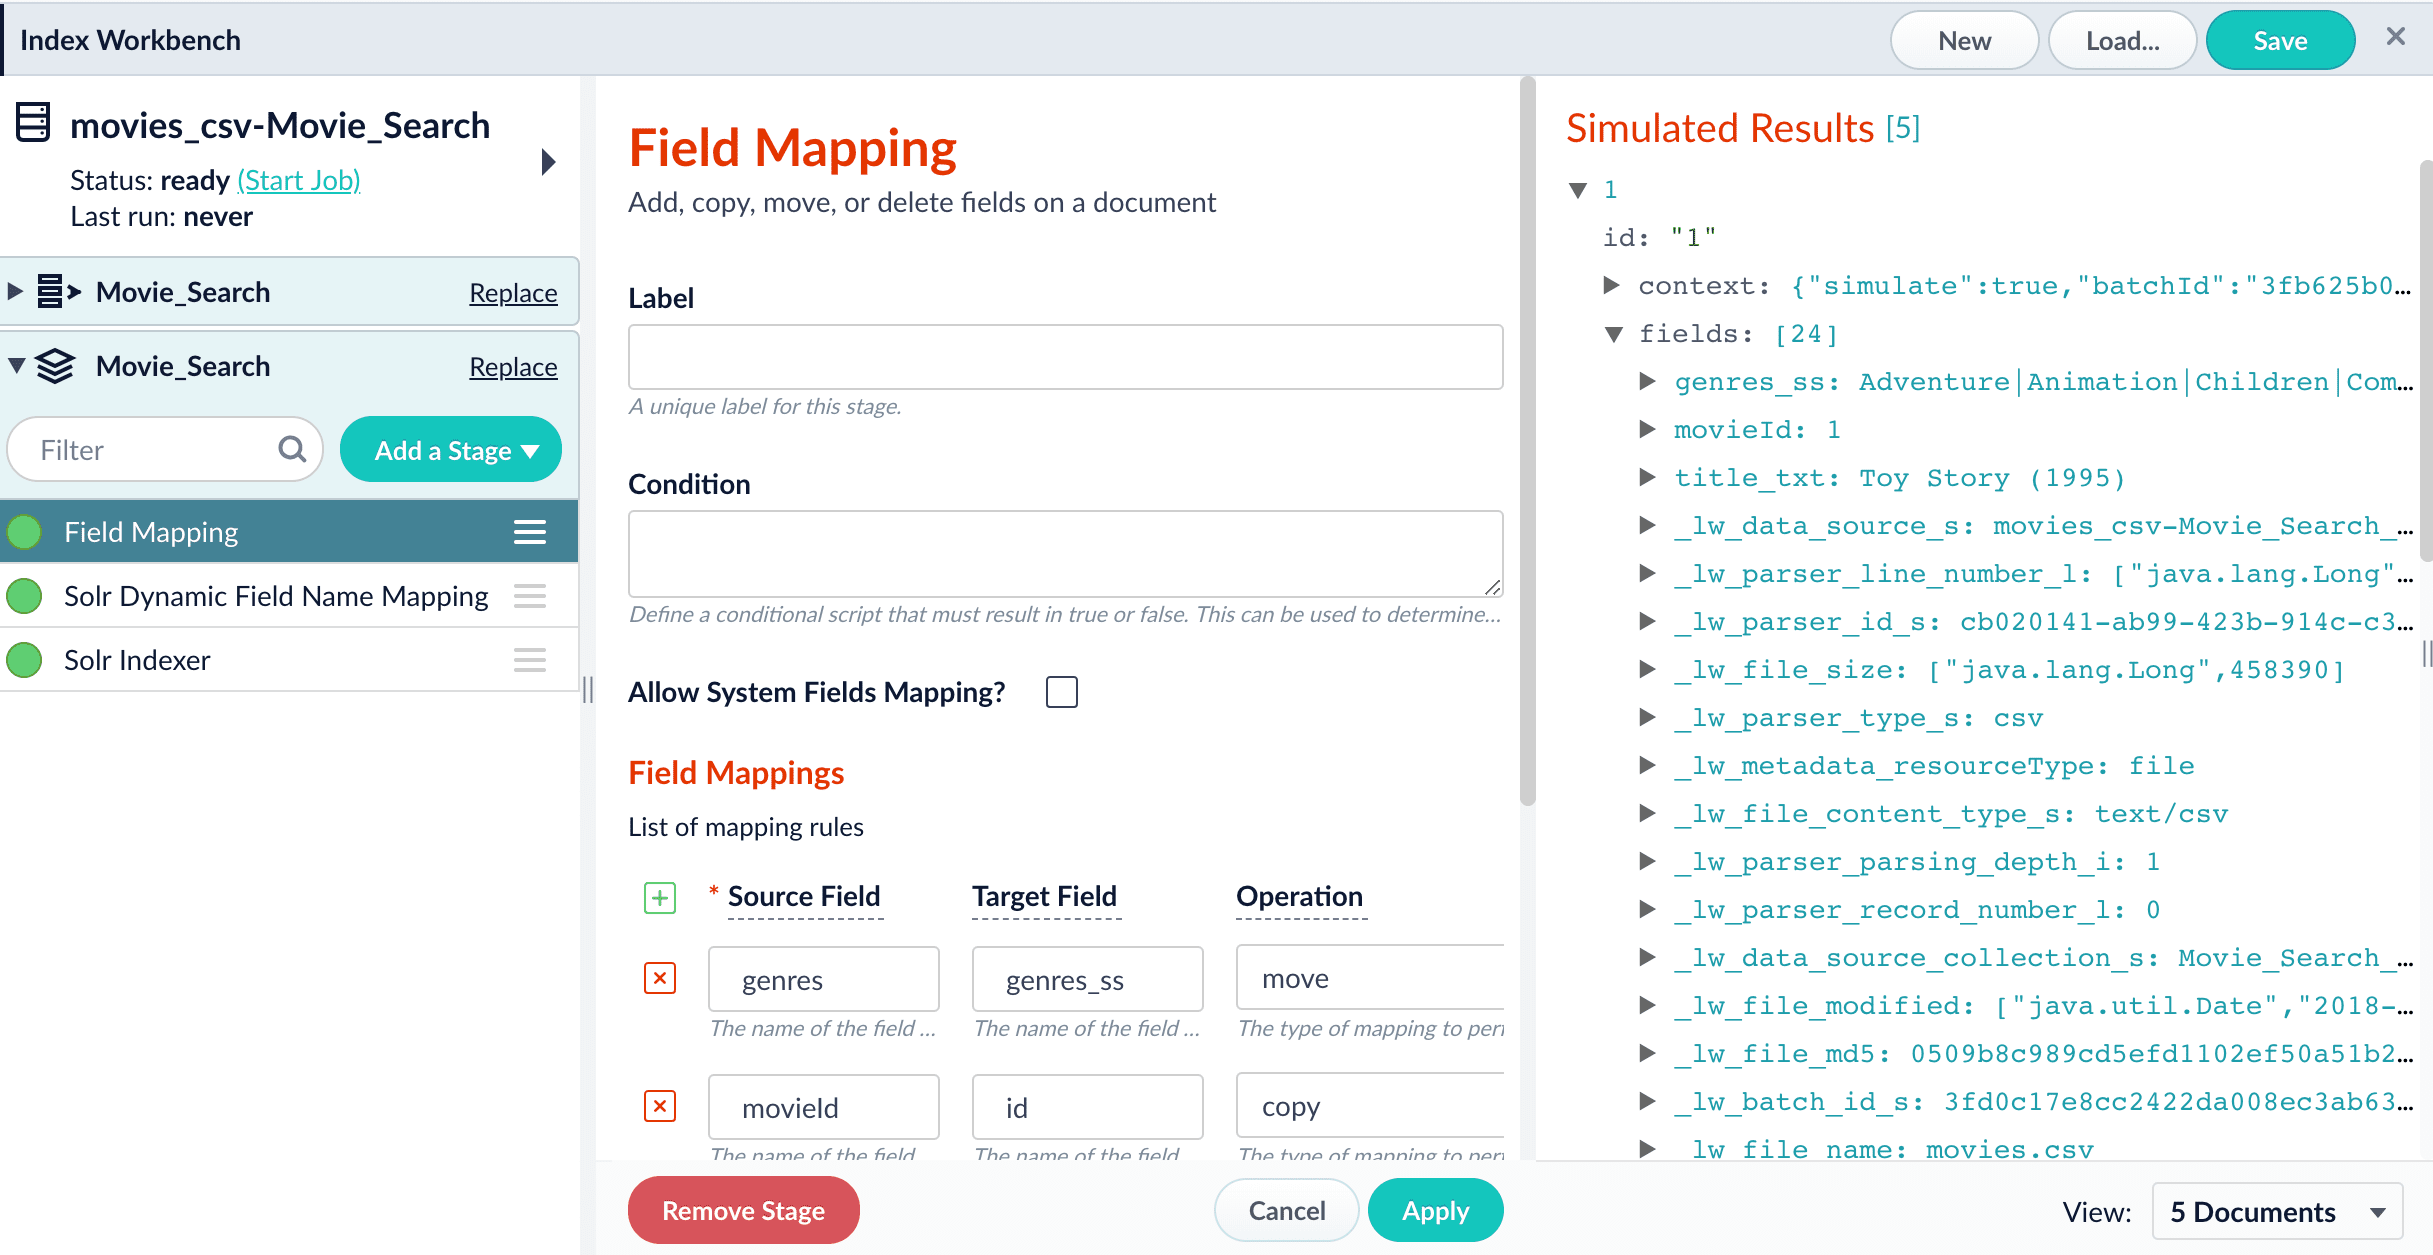 Index Workbench
New
Load...
Save
movies_csv-Movie_Search
Status: ready (Start Job)
Last run: never
Movie_Search
Replace
Movie_Search
Replace
Filter
Add a Stage
Field Mapping
Solr Dynamic Field Name Mapping
Solr Indexer
Field Mapping
Add, copy, move, or delete fields on a document
Label
A unique label for this stage.
Condition
Define a conditional script that must result in true or false. This can be used to determine...
Allow System Fields Mapping?
Field Mappings
List of mapping rules
* Source Field Target Field Operation
genres genres_ss move
The name of the field ... The name of the field ... The type of mapping to perf
movieId id copy
The name of the field The name of the field The type of mapping to perf
Remove Stage
Cancel
Apply
Simulated Results [5]
1
id: "1"
context: {"simulate":true,"batchId":"3fb625b0...
fields: [24]
genres_ss: Adventure|Animation|Children|Com...
movieId: 1
title_txt: Toy Story (1995)
_lw_data_source_s: movies_csv-Movie_Search_...
_lw_parser_line_number_l: ["java.lang.Long"...
_lw_parser_id_s: cb020141-ab99-423b-914c-c3...
_lw_file_size: ["java.lang.Long",458390]
_lw_parser_type_s: csv
_lw_metadata_resourceType: file
_lw_file_content_type_s: text/csv
_lw_parser_parsing_depth_i: 1
_lw_parser_record_number_l: 0
_lw_data_source_collection_s: Movie_Search_...
_lw_file_modified: ["java.util.Date","2018-...
_lw_file_md5: 0509b8c989cd5efd1102ef50a51b2...
_lw_batch_id_s: 3fd0c17e8cc2422da008ec3ab63...
_lw_file_name: movies.csv
View: 5 Documents